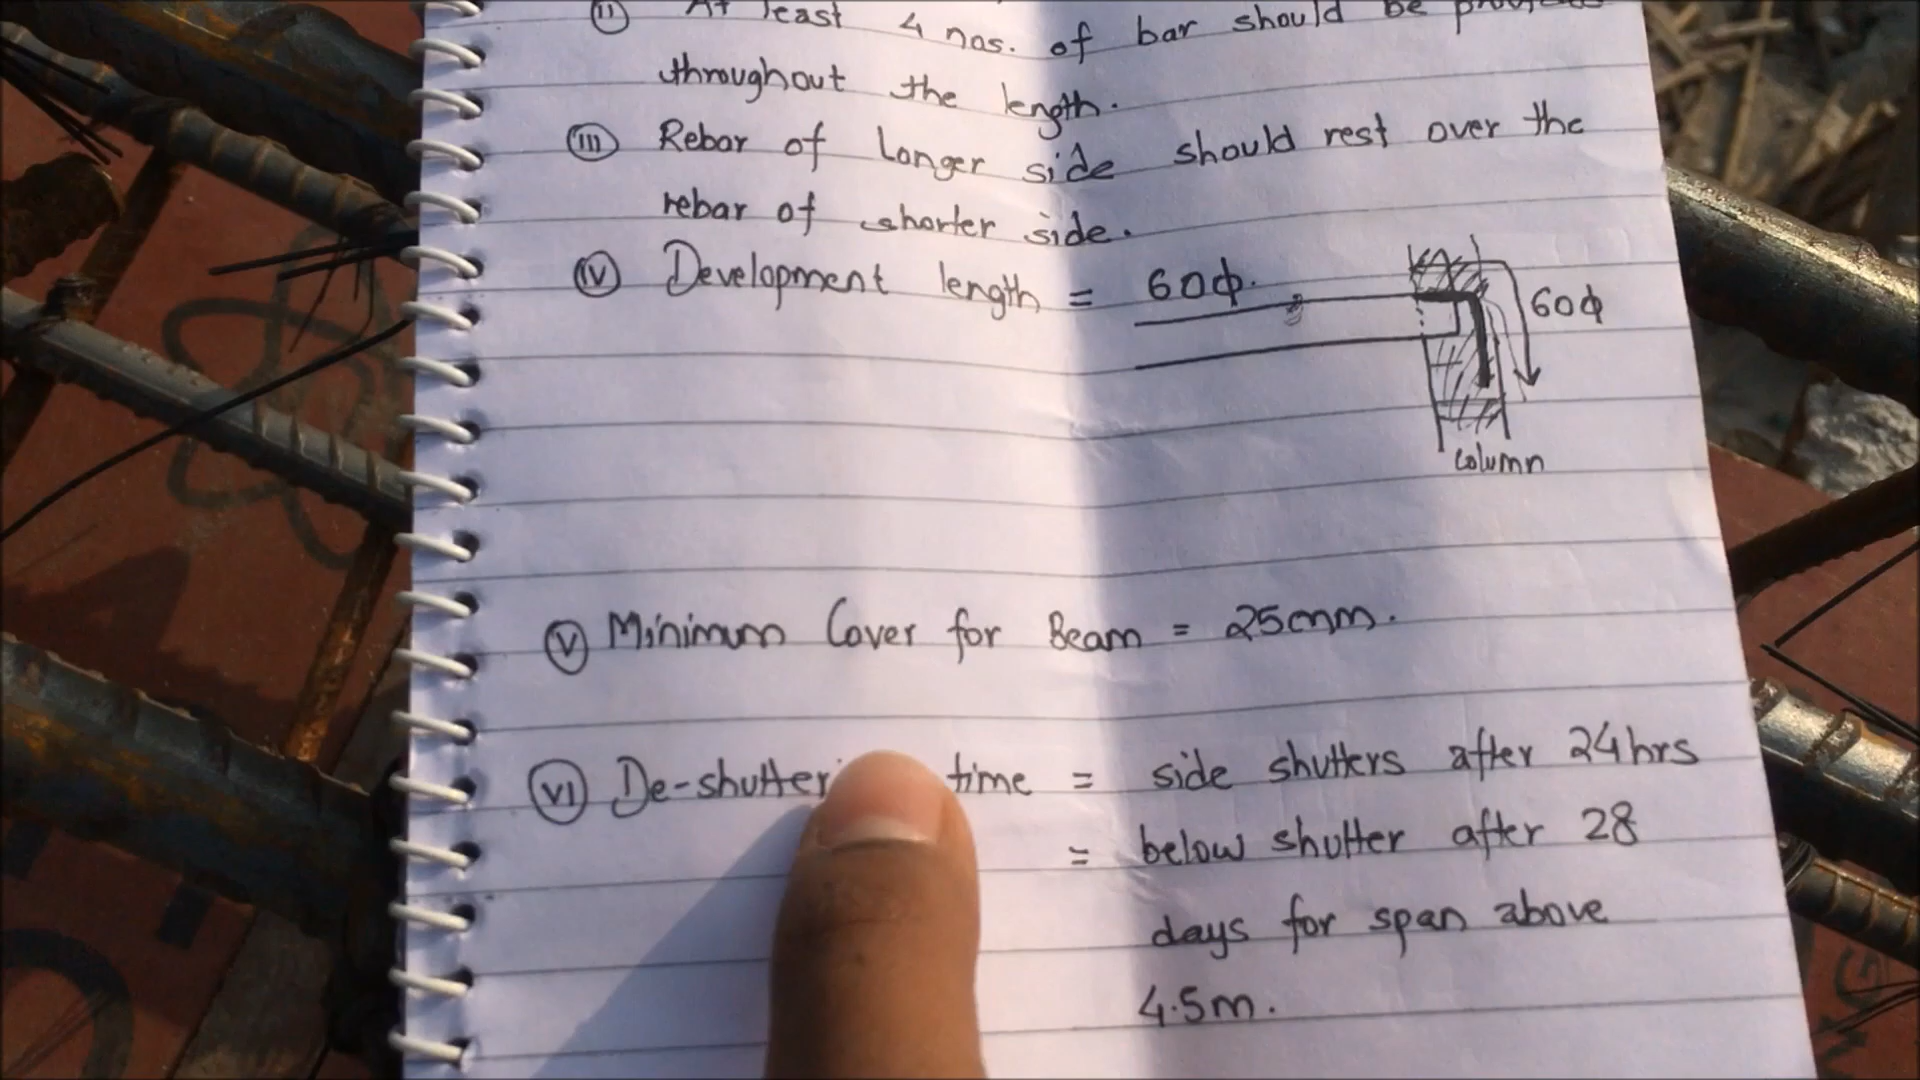 (II) At least 4 nos. of bar should be
throughout the length.
(III) Rebar of Longer side should rest over the
rebar of shorter side.
(IV) Development length = 60ϕ.
60ϕ
column
(V) Minimum Cover for Beam = 25mm.
(VI) De-shutter time = side shutters after 24hrs
= below shutter after 28
days for span above
4.5m.